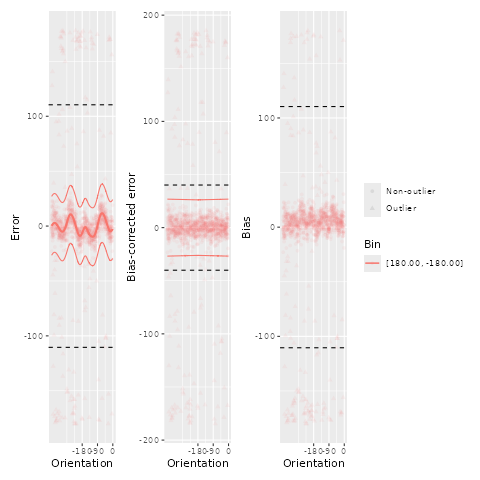 Error
100
0
-100
-180
-90
0
Orientation
Bias-corrected error
200
100
0
-100
-200
-180
-90
0
Orientation
Bias
100
0
-100
-180
-90
0
Orientation
Non-outlier
Outlier
Bin
[180.00, -180.00]